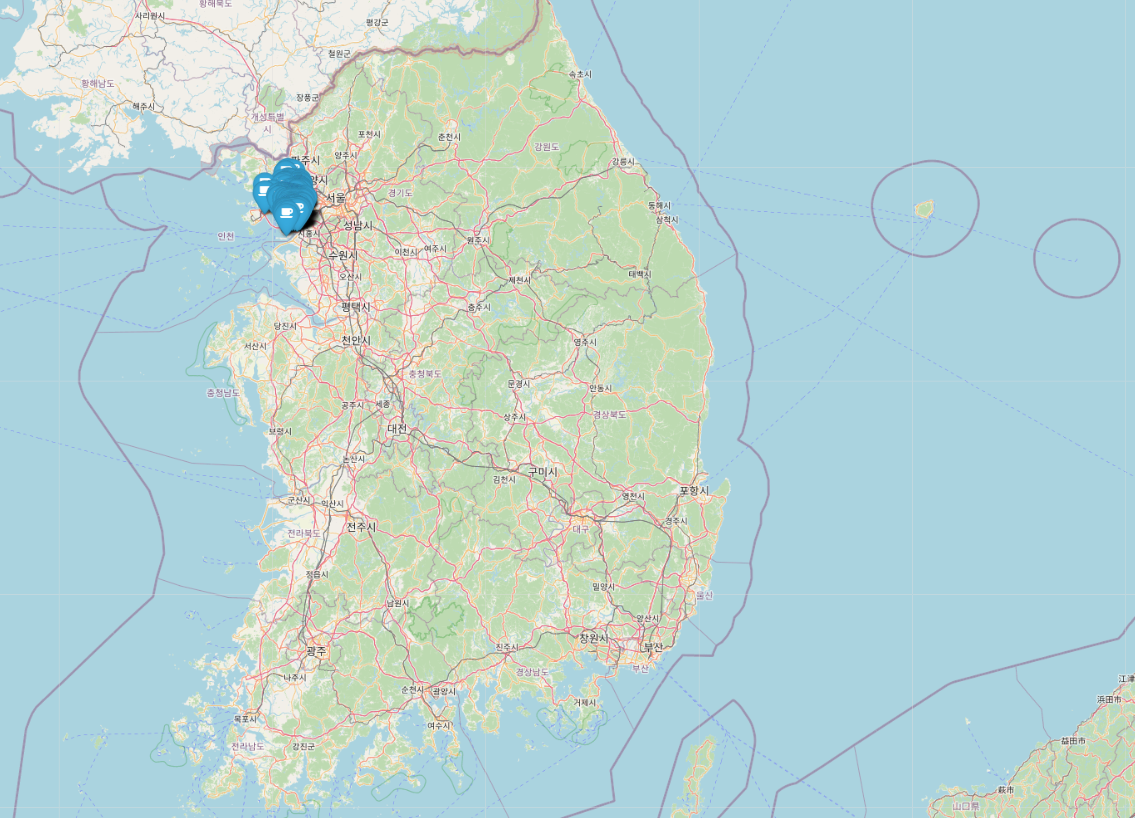 황해북도
사리원시
평강군
철원군
속초시
황해남도
장풍군
해주시
개성특별
시
포천시
춘천시
강원도
양주시
파주시
강릉시
양시
경기도
서울
동해시
삼척시
성남시
시흥시
인천
원주시
여주시
이천시
수원시
오산시
태백시
제천시
평택시
충주시
당진시
천안시
영주시
서산시
충청북도
문경시
안동시
충청남도
공주시
세종
상주시
경상북도
보령시
대전
논산시
구미시
김천시
포항시
영천시
군산시
익산시
전주시
경주시
대구
전라북도
정읍시
밀양시
울산
남원시
양산시
창원시
부산
진주시
광주
부산
경상남도
나주시
江津
순천시
광양시
거제시
浜田市
목포시
여수시
益田市
전라남도
강진군
萩市
山口県